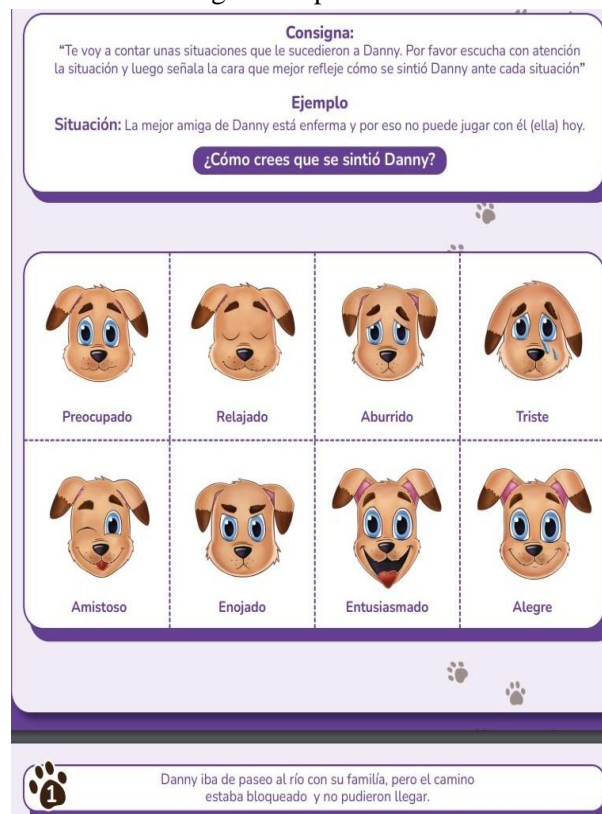 Consigna:
“Te voy a contar unas situaciones que le sucedieron a Danny. Por favor escucha con atención
la situación y luego señala la cara que mejor refleje cómo se sintió Danny ante cada situación”
Ejemplo
Situación: La mejor amiga de Danny está enferma y por eso no puede jugar con él (ella) hoy.
¿Cómo crees que se sintió Danny?
Preocupado
Relajado
Aburrido
Triste
Amistoso
Enojado
Entusiasmado
Alegre
1
Danny iba de paseo al río con su família, pero el camino
estaba bloqueado y no pudieron llegar.